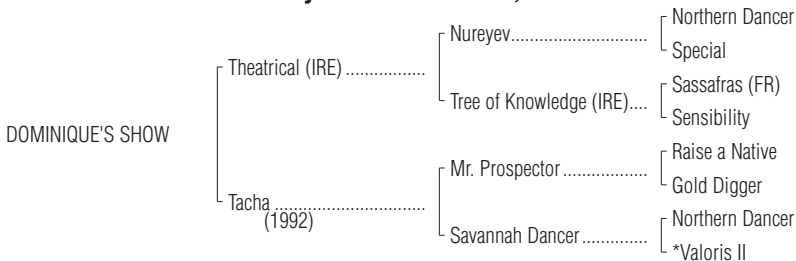 Northern Dancer
Nureyev.............................
Special
Theatrical (IRE) .................
Sassafras (FR)
Tree of Knowledge (IRE)....
Sensibility
DOMINIQUE'S SHOW
Raise a Native
Mr. Prospector ..................
Gold Digger
Tacha ................................
(1992)
Northern Dancer
Savannah Dancer ..............
*Valoris II